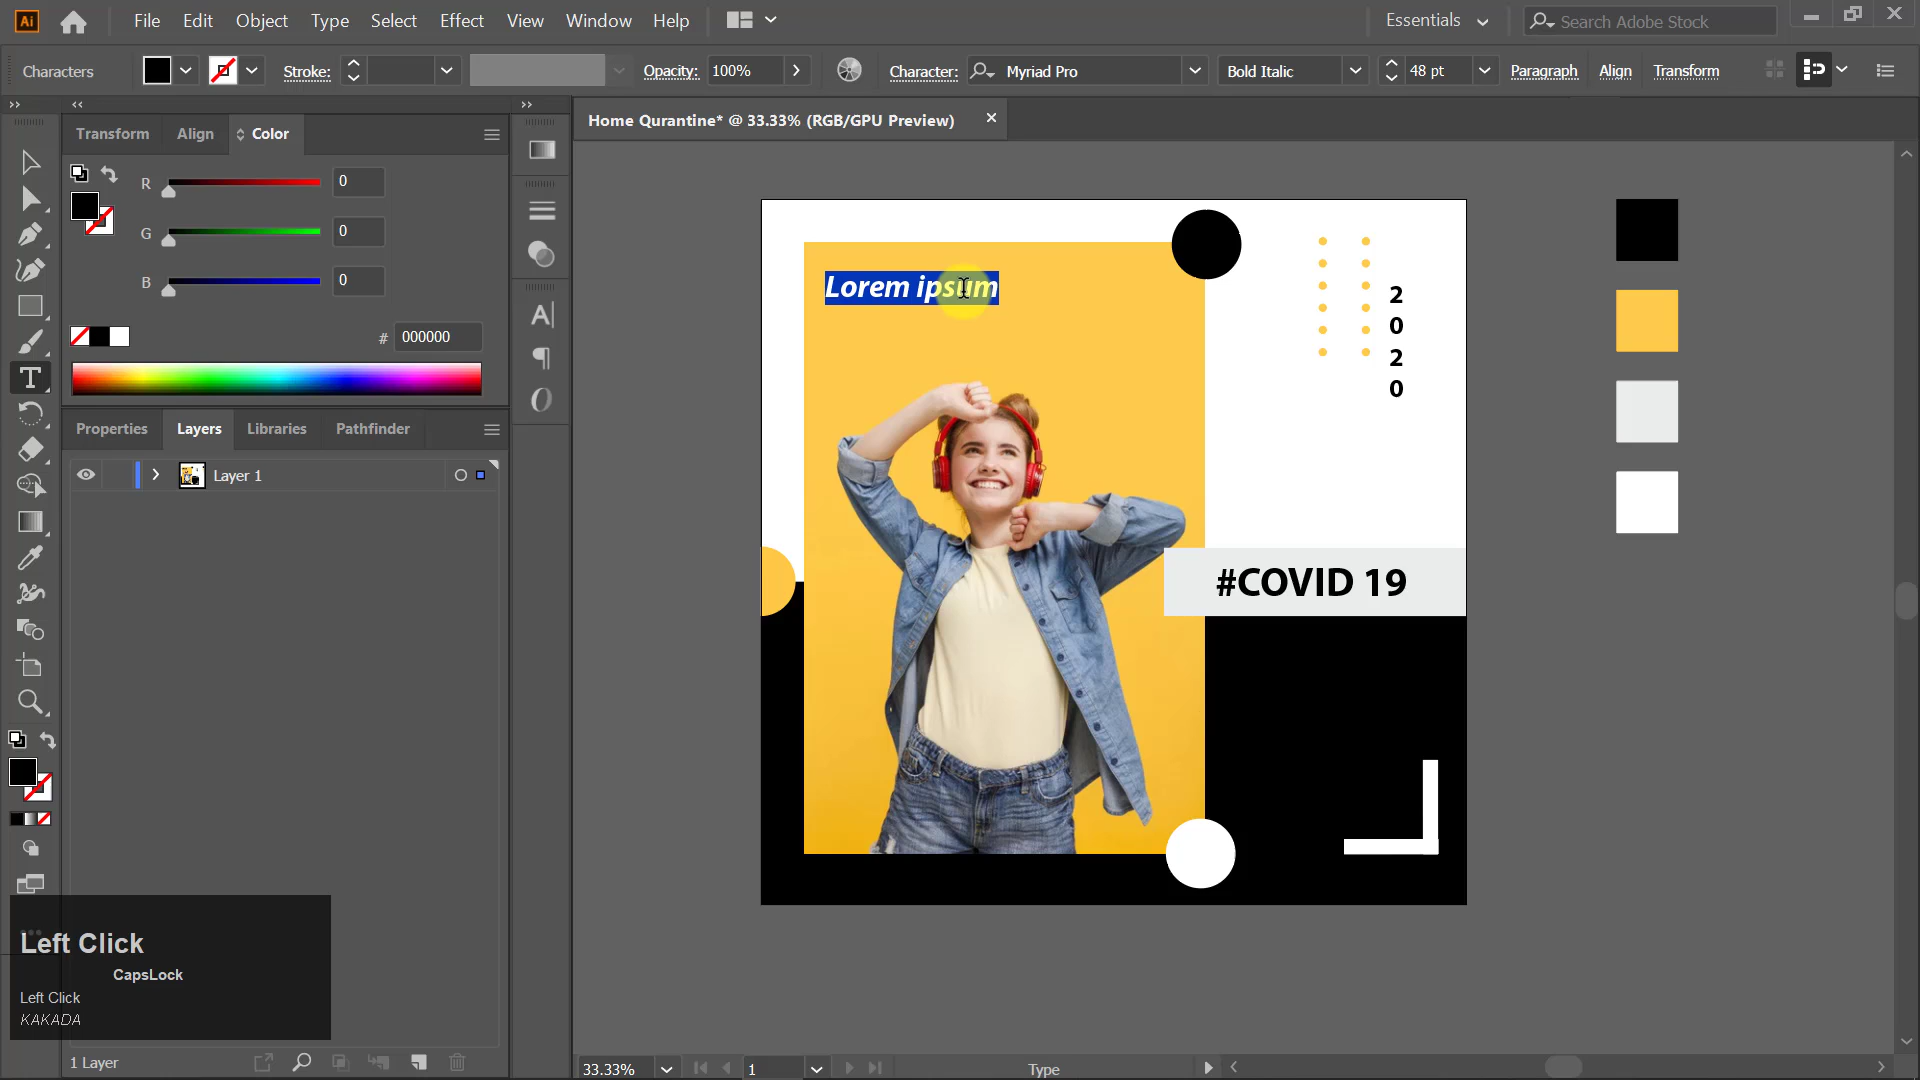 Ai File Edit Object Type Select Effect View Window Help Essentials Search Adobe Stock
Characters Stroke: Opacity: 100% Character: Myriad Pro Bold Italic 48 pt Paragraph Align Transform
Home Qurantine* @ 33.33% (RGB/GPU Preview)
Transform Align Color
R 0
G 0
B 0
# 000000
Properties Layers Libraries Pathfinder
Layer 1
Lorem ipsum
2
0
2
0
#COVID 19
Left Click
CapsLock
Left Click
KAKADA
1 Layer
33.33% 1 Type